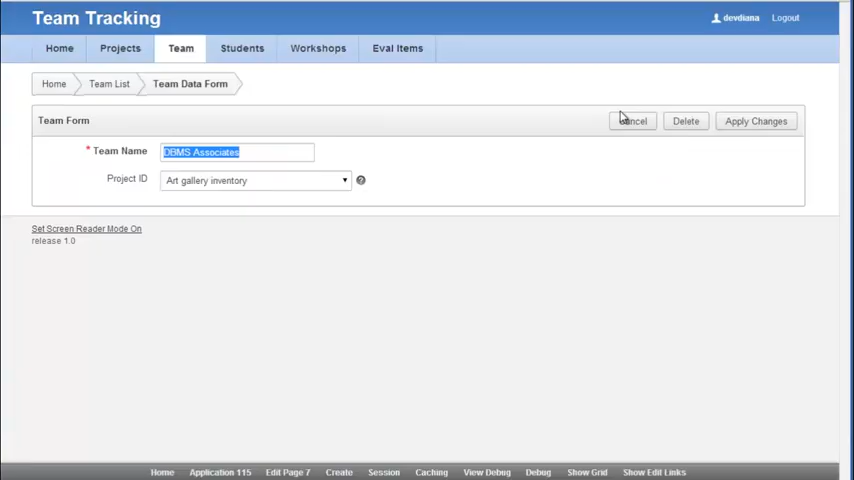 Team Tracking
devdiana Logout
Home Projects Team Students Workshops Eval Items
Home Team List Team Data Form
Team Form
Cancel Delete Apply Changes
* Team Name DBMS Associates
Project ID Art gallery inventory ?
Set Screen Reader Mode On
release 1.0
Home Application 115 Edit Page 7 Create Session Caching View Debug Debug Show Grid Show Edit Links